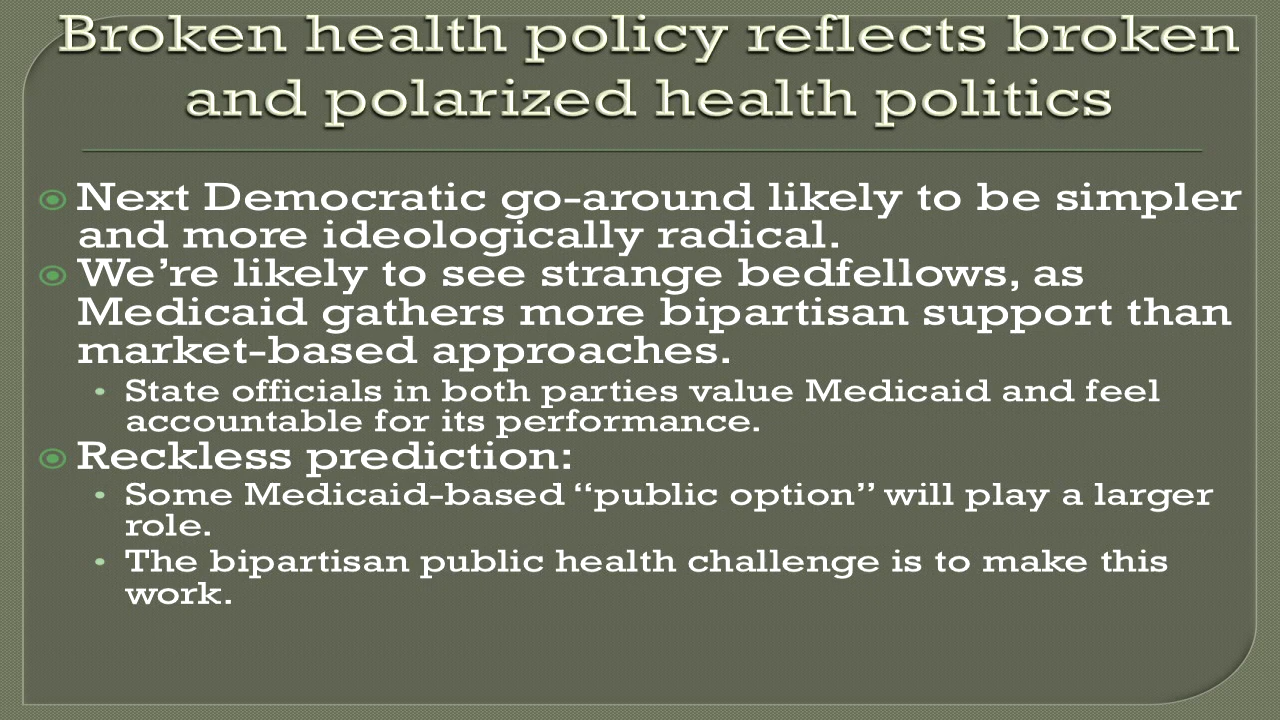 Broken health policy reflects broken
and polarized health politics
Next Democratic go-around likely to be simpler
and more ideologically radical.
We’re likely to see strange bedfellows, as
Medicaid gathers more bipartisan support than
market-based approaches.
• State officials in both parties value Medicaid and feel
accountable for its performance.
Reckless prediction:
• Some Medicaid-based “public option” will play a larger
role.
• The bipartisan public health challenge is to make this
work.